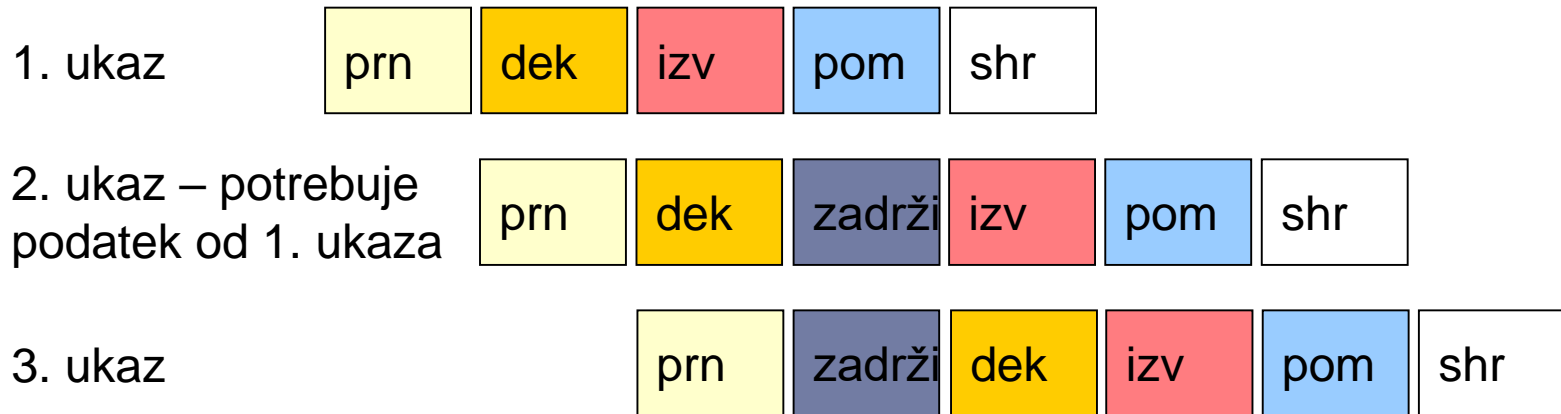 1. ukaz prn dek izv pom shr
2. ukaz – potrebuje
podatek od 1. ukaza prn dek zadrži izv pom shr
3. ukaz prn zadrži dek izv pom shr